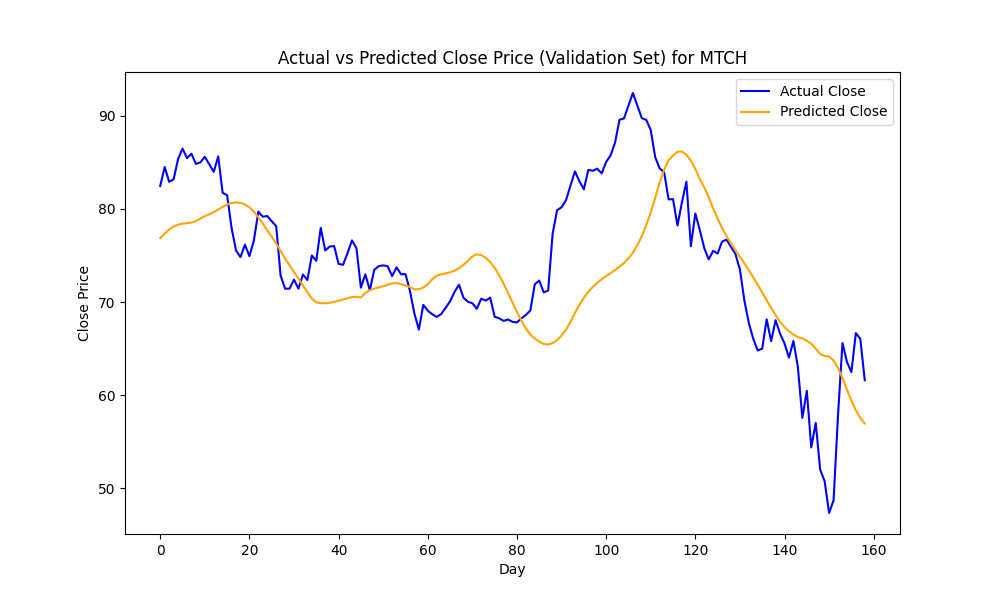 Actual vs Predicted Close Price (Validation Set) for MTCH
Actual Close
Predicted Close
Close Price
90
80
70
60
50
0 20 40 60 80 100 120 140 160
Day